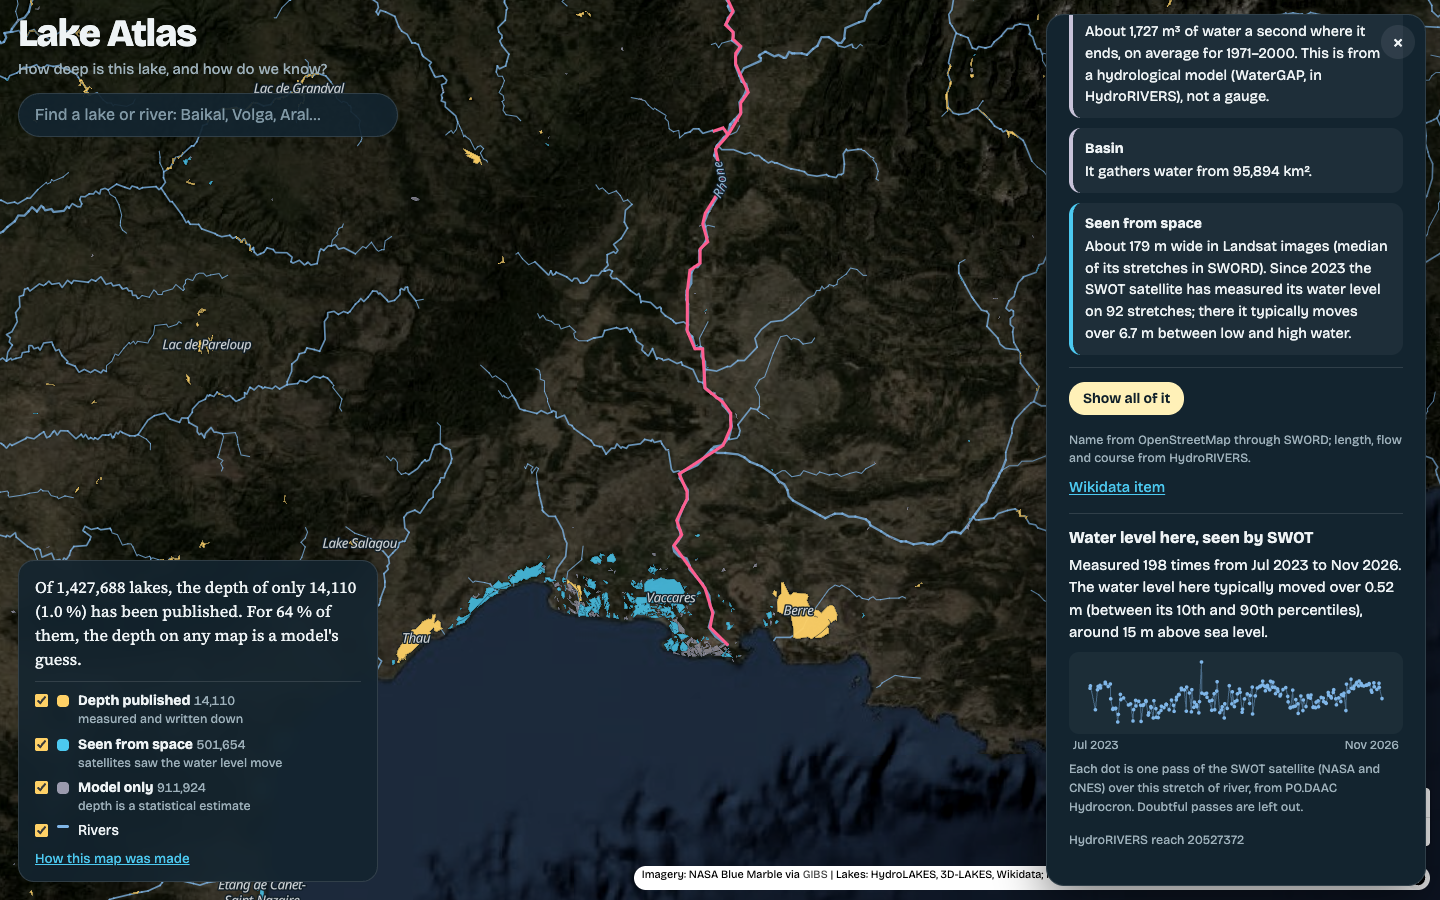 Lake Atlas
How deep is this lake, and how do we know?
Lac de Grandval
Find a lake or river: Baikal, Volga, Aral...
Rhone
Lac de Pareloup
Lake Salagou
Vaccares
Berre
Thau
Of 1,427,688 lakes, the depth of only 14,110
(1.0 %) has been published. For 64 % of
them, the depth on any map is a model's
guess.
Depth published 14,110
measured and written down
Seen from space 501,654
satellites saw the water level move
Model only 911,924
depth is a statistical estimate
Rivers
How this map was made
Etang de Canet-
Saint-Nazaire
Imagery: NASA Blue Marble via GIBS | Lakes: HydroLAKES, 3D-LAKES, Wikidata;
About 1,727 m³ of water a second where it
ends, on average for 1971–2000. This is from
a hydrological model (WaterGAP, in
HydroRIVERS), not a gauge.
×
Basin
It gathers water from 95,894 km².
Seen from space
About 179 m wide in Landsat images (median
of its stretches in SWORD). Since 2023 the
SWOT satellite has measured its water level
on 92 stretches; there it typically moves
over 6.7 m between low and high water.
Show all of it
Name from OpenStreetMap through SWORD; length, flow
and course from HydroRIVERS.
Wikidata item
Water level here, seen by SWOT
Measured 198 times from Jul 2023 to Nov 2026.
The water level here typically moved over 0.52
m (between its 10th and 90th percentiles),
around 15 m above sea level.
Jul 2023 Nov 2026
Each dot is one pass of the SWOT satellite (NASA and
CNES) over this stretch of river, from PO.DAAC
Hydrocron. Doubtful passes are left out.
HydroRIVERS reach 20527372